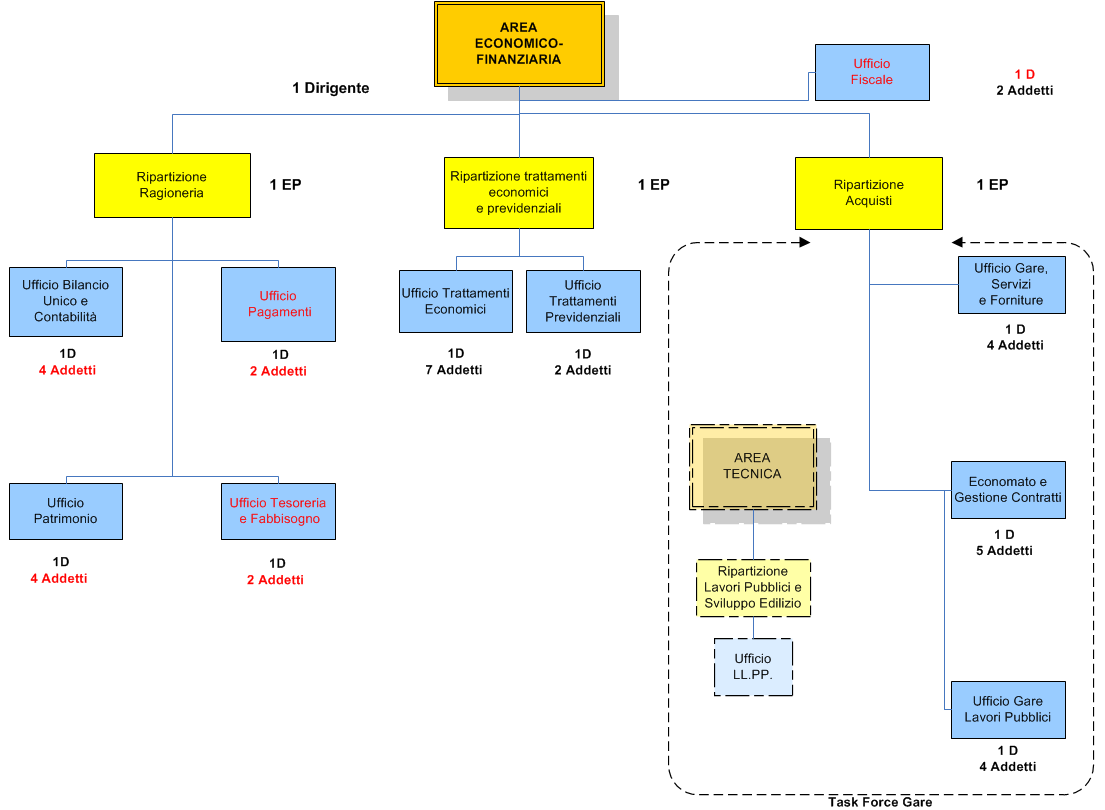 AREA
ECONOMICO-
FINANZIARIA
1 Dirigente
Ufficio
Fiscale
1 D
2 Addetti
Ripartizione
Ragioneria
1 EP
Ripartizione trattamenti
economici
e previdenziali
1 EP
Ripartizione
Acquisti
1 EP
Ufficio Bilancio
Unico e
Contabilità
1D
4 Addetti
Ufficio
Pagamenti
1D
2 Addetti
Ufficio Trattamenti
Economici
1D
7 Addetti
Ufficio
Trattamenti
Previdenziali
1D
2 Addetti
Ufficio Gare,
Servizi
e Forniture
1 D
4 Addetti
Ufficio
Patrimonio
1D
4 Addetti
Ufficio Tesoreria
e Fabbisogno
1D
2 Addetti
AREA
TECNICA
Ripartizione
Lavori Pubblici e
Sviluppo Edilizio
Ufficio
LL.PP.
Economato e
Gestione Contratti
1 D
5 Addetti
Ufficio Gare
Lavori Pubblici
1 D
4 Addetti
Task Force Gare